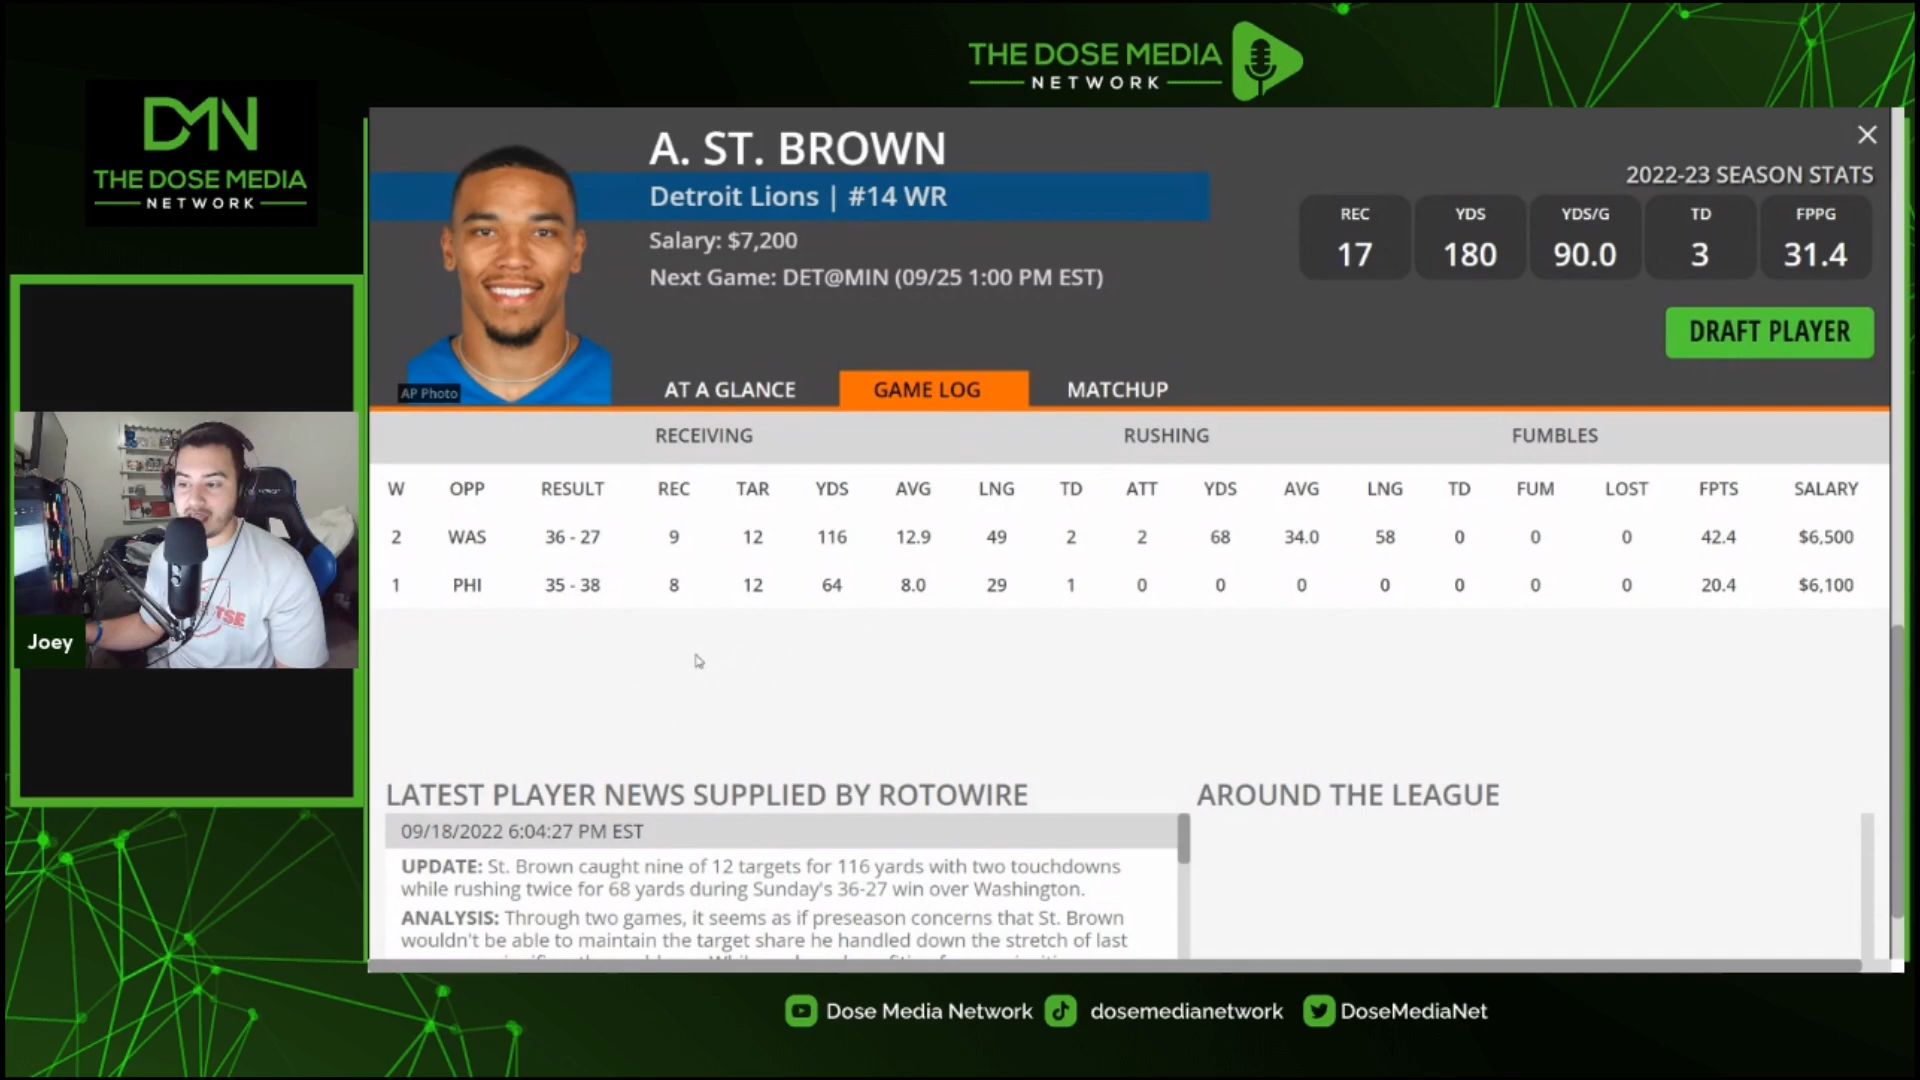 THE DOSE MEDIA
NETWORK
DMN
THE DOSE MEDIA
NETWORK
A. ST. BROWN
Detroit Lions | #14 WR
Salary: $7,200
Next Game: DET@MIN (09/25 1:00 PM EST)
2022-23 SEASON STATS
REC YDS YDS/G TD FPPG
17 180 90.0 3 31.4
DRAFT PLAYER
AP Photo
AT A GLANCE GAME LOG MATCHUP
RECEIVING RUSHING FUMBLES
W OPP RESULT REC TAR YDS AVG LNG TD ATT YDS AVG LNG TD FUM LOST FPTS SALARY
2 WAS 36 - 27 9 12 116 12.9 49 2 2 68 34.0 58 0 0 0 42.4 $6,500
1 PHI 35 - 38 8 12 64 8.0 29 1 0 0 0 0 0 0 0 20.4 $6,100
Joey
LATEST PLAYER NEWS SUPPLIED BY ROTOWIRE
09/18/2022 6:04:27 PM EST
UPDATE: St. Brown caught nine of 12 targets for 116 yards with two touchdowns
while rushing twice for 68 yards during Sunday's 36-27 win over Washington.
ANALYSIS: Through two games, it seems as if preseason concerns that St. Brown
wouldn't be able to maintain the target share he handled down the stretch of last
AROUND THE LEAGUE
Dose Media Network dosemedianetwork DoseMediaNet